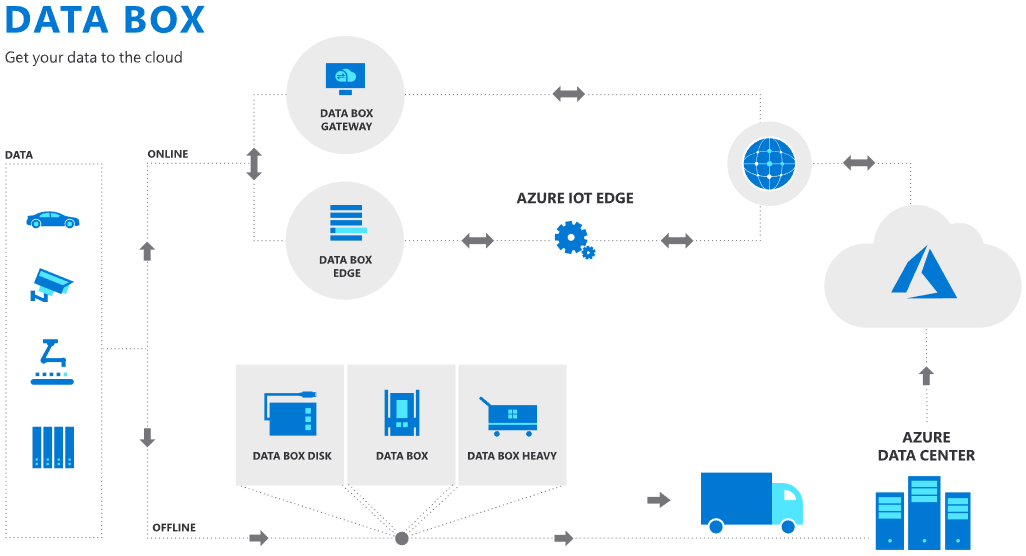 DATA BOX
Get your data to the cloud
DATA
ONLINE
DATA BOX
GATEWAY
DATA BOX
EDGE
AZURE IOT EDGE
DATA BOX DISK
DATA BOX
DATA BOX HEAVY
OFFLINE
AZURE
DATA CENTER